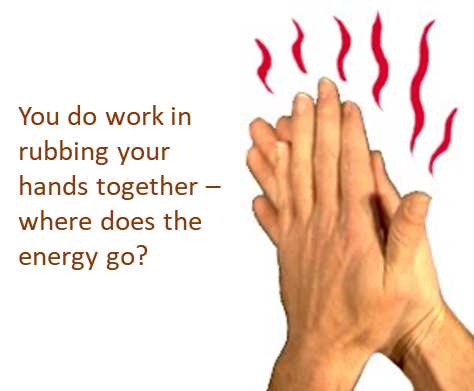 You do work in
rubbing your
hands together –
where does the
energy go?